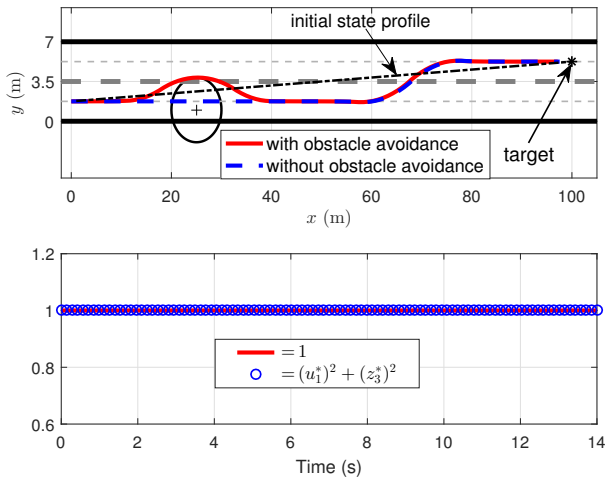 initial state profile
7
3.5
0
y (m)
with obstacle avoidance
without obstacle avoidance
target
0 20 40 60 80 100
x (m)
1.2
1
0.8
0.6
= 1
= (u₁*)² + (z₃*)²
0 2 4 6 8 10 12 14
Time (s)